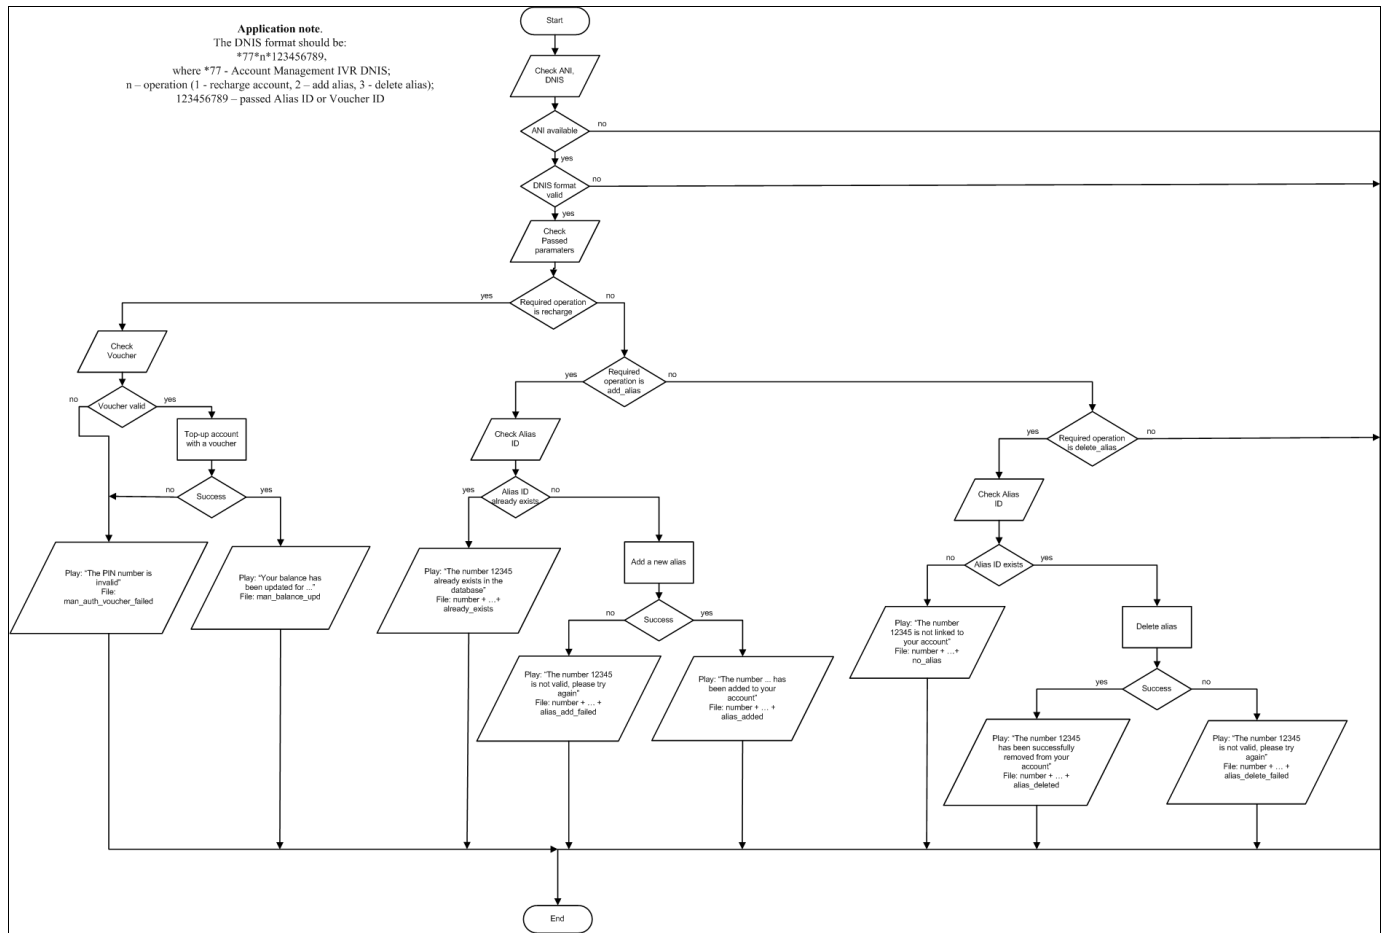 Application note.
The DNIS format should be:
*77*n*123456789,
where *77 - Account Management IVR DNIS;
n – operation (1 - recharge account, 2 – add alias, 3 - delete alias);
123456789 – passed Alias ID or Voucher ID
Start
Check ANI,
DNIS
ANI available
no
yes
DNIS format
valid
no
yes
Check
Passed
paramaters
yes
Required operation
is recharge
no
Check
Voucher
yes
Required
operation is
add_alias
no
no
Voucher valid
yes
Top-up account
with a voucher
Check Alias
ID
yes
Required operation
is delete_alias
no
no
Success
yes
yes
Alias ID
already exists
no
Check Alias
ID
Play: “The PIN number is
invalid”
File:
man_auth_voucher_failed
Play: “Your balance has
been updated for ...”
File: man_balance_upd
Play: “The number 12345
already exists in the
database”
File: number + …+
already_exists
Add a new alias
no
Alias ID exists
yes
no
Success
yes
Play: “The number
12345 is not linked to
your account”
File: number + …+
no_alias
Delete alias
Play: “The number 12345
is not valid, please try
again”
File: number + … +
alias_add_failed
Play: “The number ... has
been added to your
account”
File: number + … +
alias_added
yes
Success
no
Play: “The number 12345
has been successfully
removed from your
account”
File: number + … +
alias_deleted
Play: “The number 12345
is not valid, please try
again”
File: number + … +
alias_delete_failed
End